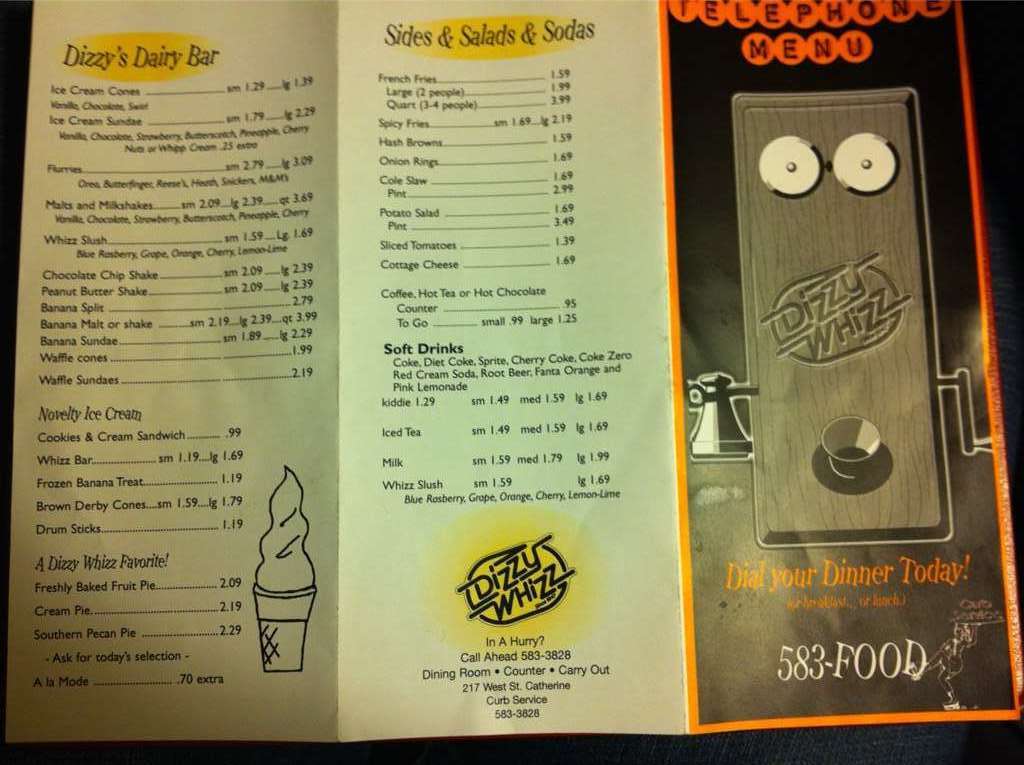 Dizzy's Dairy Bar
Ice Cream Cones sm 1.29 lg 1.39
Vanilla, Chocolate, Swirl
Ice Cream Sundae sm 1.79 lg 2.29
Vanilla, Chocolate, Strawberry, Butterscotch, Pineapple, Cherry
Nuts or Whipp Cream .25 extra
Flurries sm 2.79 lg 3.09
Oreo, Butterfinger, Reese's, Heath, Snickers, M&M's
Malts and Milkshakes sm 2.09 lg 2.39 qt 3.69
Vanilla, Chocolate, Strawberry, Butterscotch, Pineapple, Cherry
Whizz Slush sm 1.59 Lg. 1.69
Blue Rasberry, Grape, Orange, Cherry, Lemon-Lime
Chocolate Chip Shake sm 2.09 lg 2.39
Peanut Butter Shake sm 2.09 lg 2.39
Banana Split 2.79
Banana Malt or shake sm 2.19 lg 2.39 qt 3.99
Banana Sundae sm 1.89 lg 2.29
Waffle cones 1.99
Waffle Sundaes 2.19
Novelty Ice Cream
Cookies & Cream Sandwich .99
Whizz Bar sm 1.19 lg 1.69
Frozen Banana Treat 1.19
Brown Derby Cones sm 1.59 lg 1.79
Drum Sticks 1.19
A Dizzy Whizz Favorite!
Freshly Baked Fruit Pie 2.09
Cream Pie 2.19
Southern Pecan Pie 2.29
- Ask for today's selection -
A la Mode .70 extra
Sides & Salads & Sodas
French Fries 1.59
Large (2 people) 1.99
Quart (3-4 people) 3.99
Spicy Fries sm 1.69 lg 2.19
Hash Browns 1.59
Onion Rings 1.69
Cole Slaw 1.69
Pint 2.99
Potato Salad 1.69
Pint 3.49
Sliced Tomatoes 1.39
Cottage Cheese 1.69
Coffee, Hot Tea or Hot Chocolate
Counter .95
To Go small .99 large 1.25
Soft Drinks
Coke, Diet Coke, Sprite, Cherry Coke, Coke Zero
Red Cream Soda, Root Beer, Fanta Orange and
Pink Lemonade
kiddie 1.29 sm 1.49 med 1.59 lg 1.69
Iced Tea sm 1.49 med 1.59 lg 1.69
Milk sm 1.59 med 1.79 lg 1.99
Whizz Slush sm 1.59 lg 1.69
Blue Rasberry, Grape, Orange, Cherry, Lemon-Lime
Dizzy
Whizz
In A Hurry?
Call Ahead 583-3828
Dining Room • Counter • Carry Out
217 West St. Catherine
Curb Service
583-3828
TELEPHONE
MENU
Dizzy
Whizz
Dial your Dinner Today!
(or breakfast... or lunch.)
583-FOOD